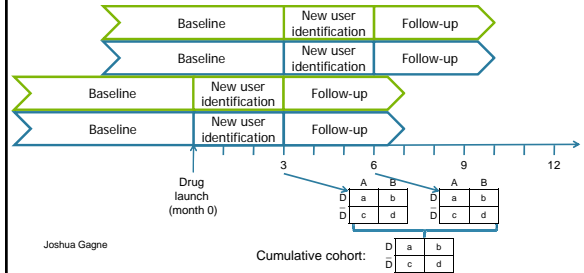 Baseline New user identification Follow-up
Baseline New user identification Follow-up
Baseline New user identification Follow-up
Baseline New user identification Follow-up
3 6 9 12
Drug launch (month 0)
A B A B
D a b D a b
D̅ c d D̅ c d
Joshua Gagne
Cumulative cohort:
D a b
D̅ c d